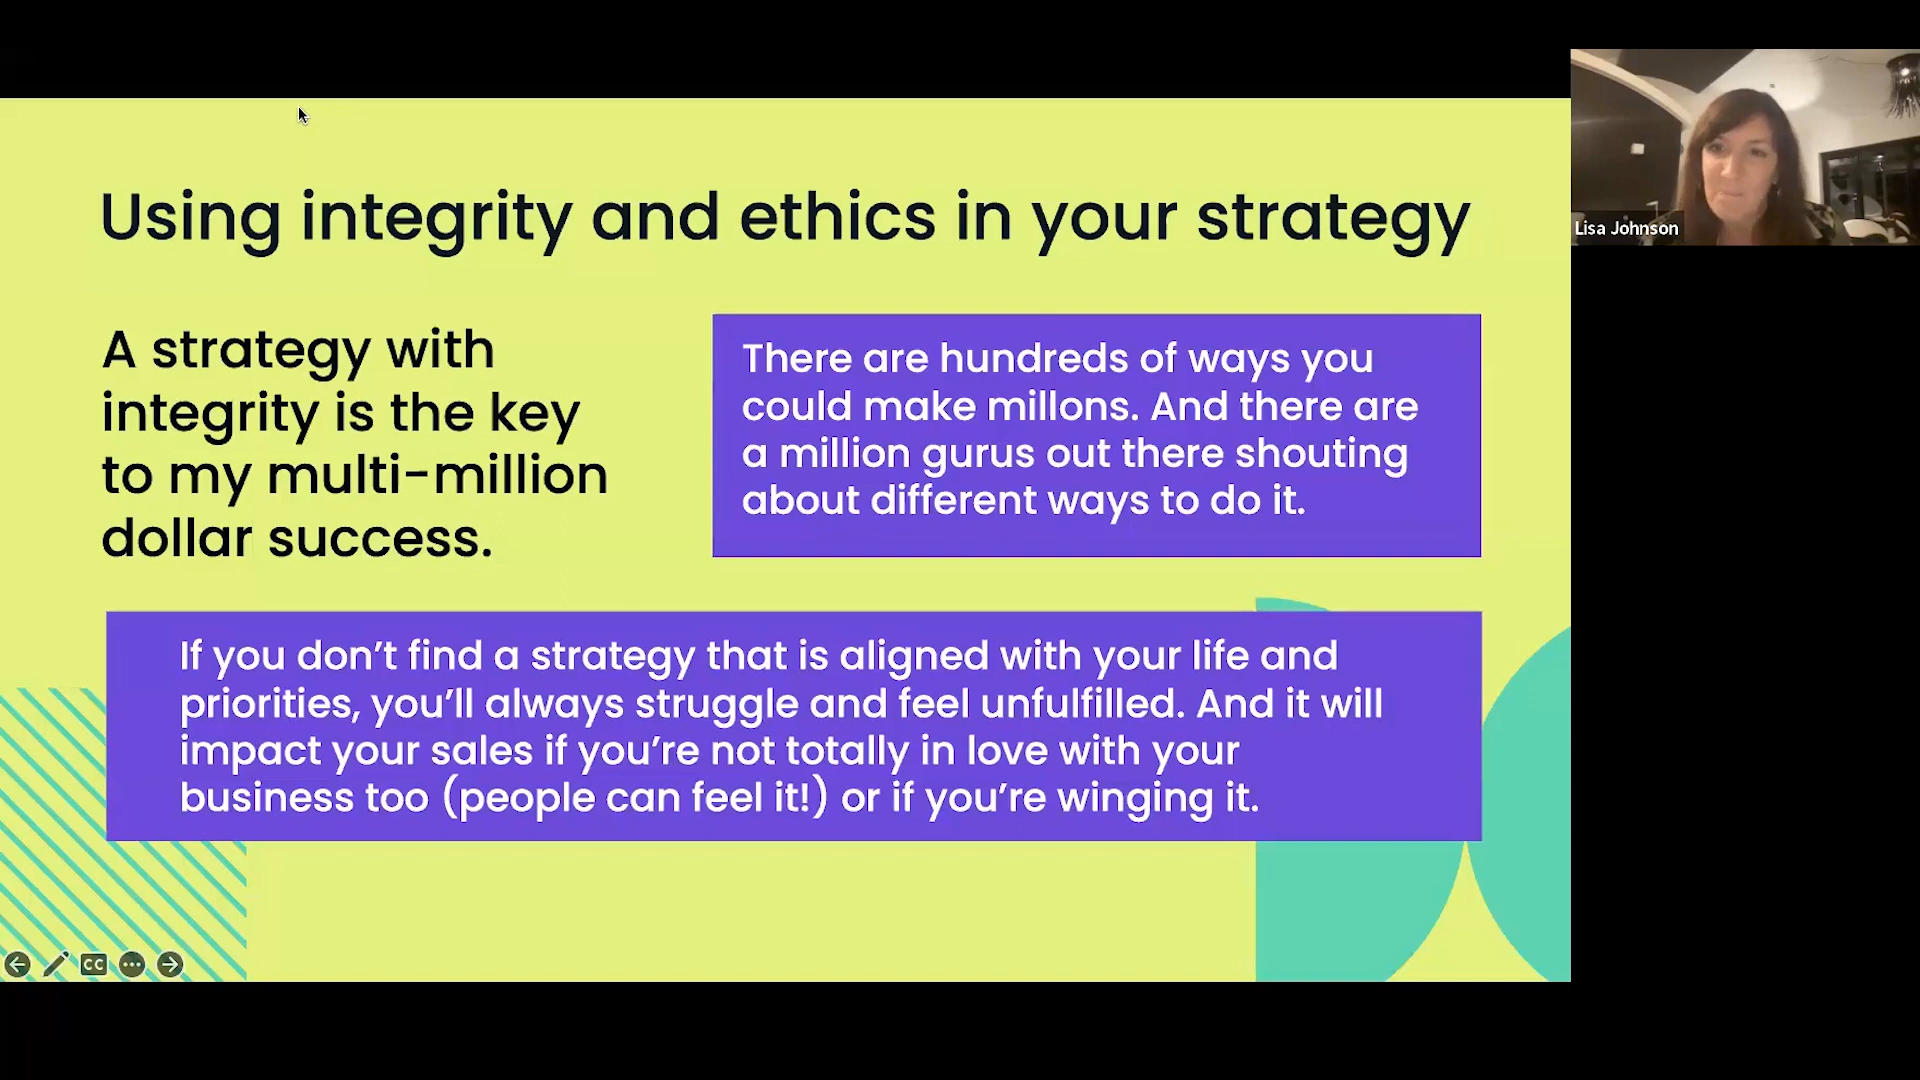 Using integrity and ethics in your strategy
A strategy with
integrity is the key
to my multi-million
dollar success.
There are hundreds of ways you
could make millons. And there are
a million gurus out there shouting
about different ways to do it.
If you don’t find a strategy that is aligned with your life and
priorities, you’ll always struggle and feel unfulfilled. And it will
impact your sales if you’re not totally in love with your
business too (people can feel it!) or if you’re winging it.
CC
Lisa Johnson